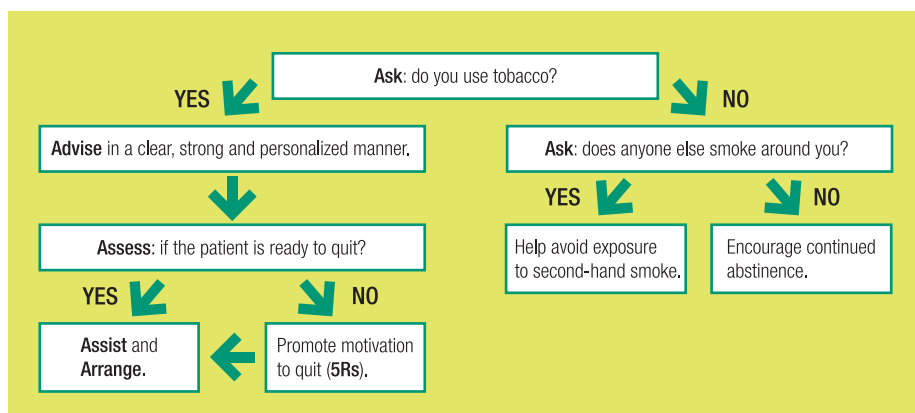 Ask: do you use tobacco?
YES
NO
Advise in a clear, strong and personalized manner.
Ask: does anyone else smoke around you?
YES
NO
Assess: if the patient is ready to quit?
Help avoid exposure
to second-hand smoke.
Encourage continued
abstinence.
YES
NO
Assist and
Arrange.
Promote motivation
to quit (5Rs).